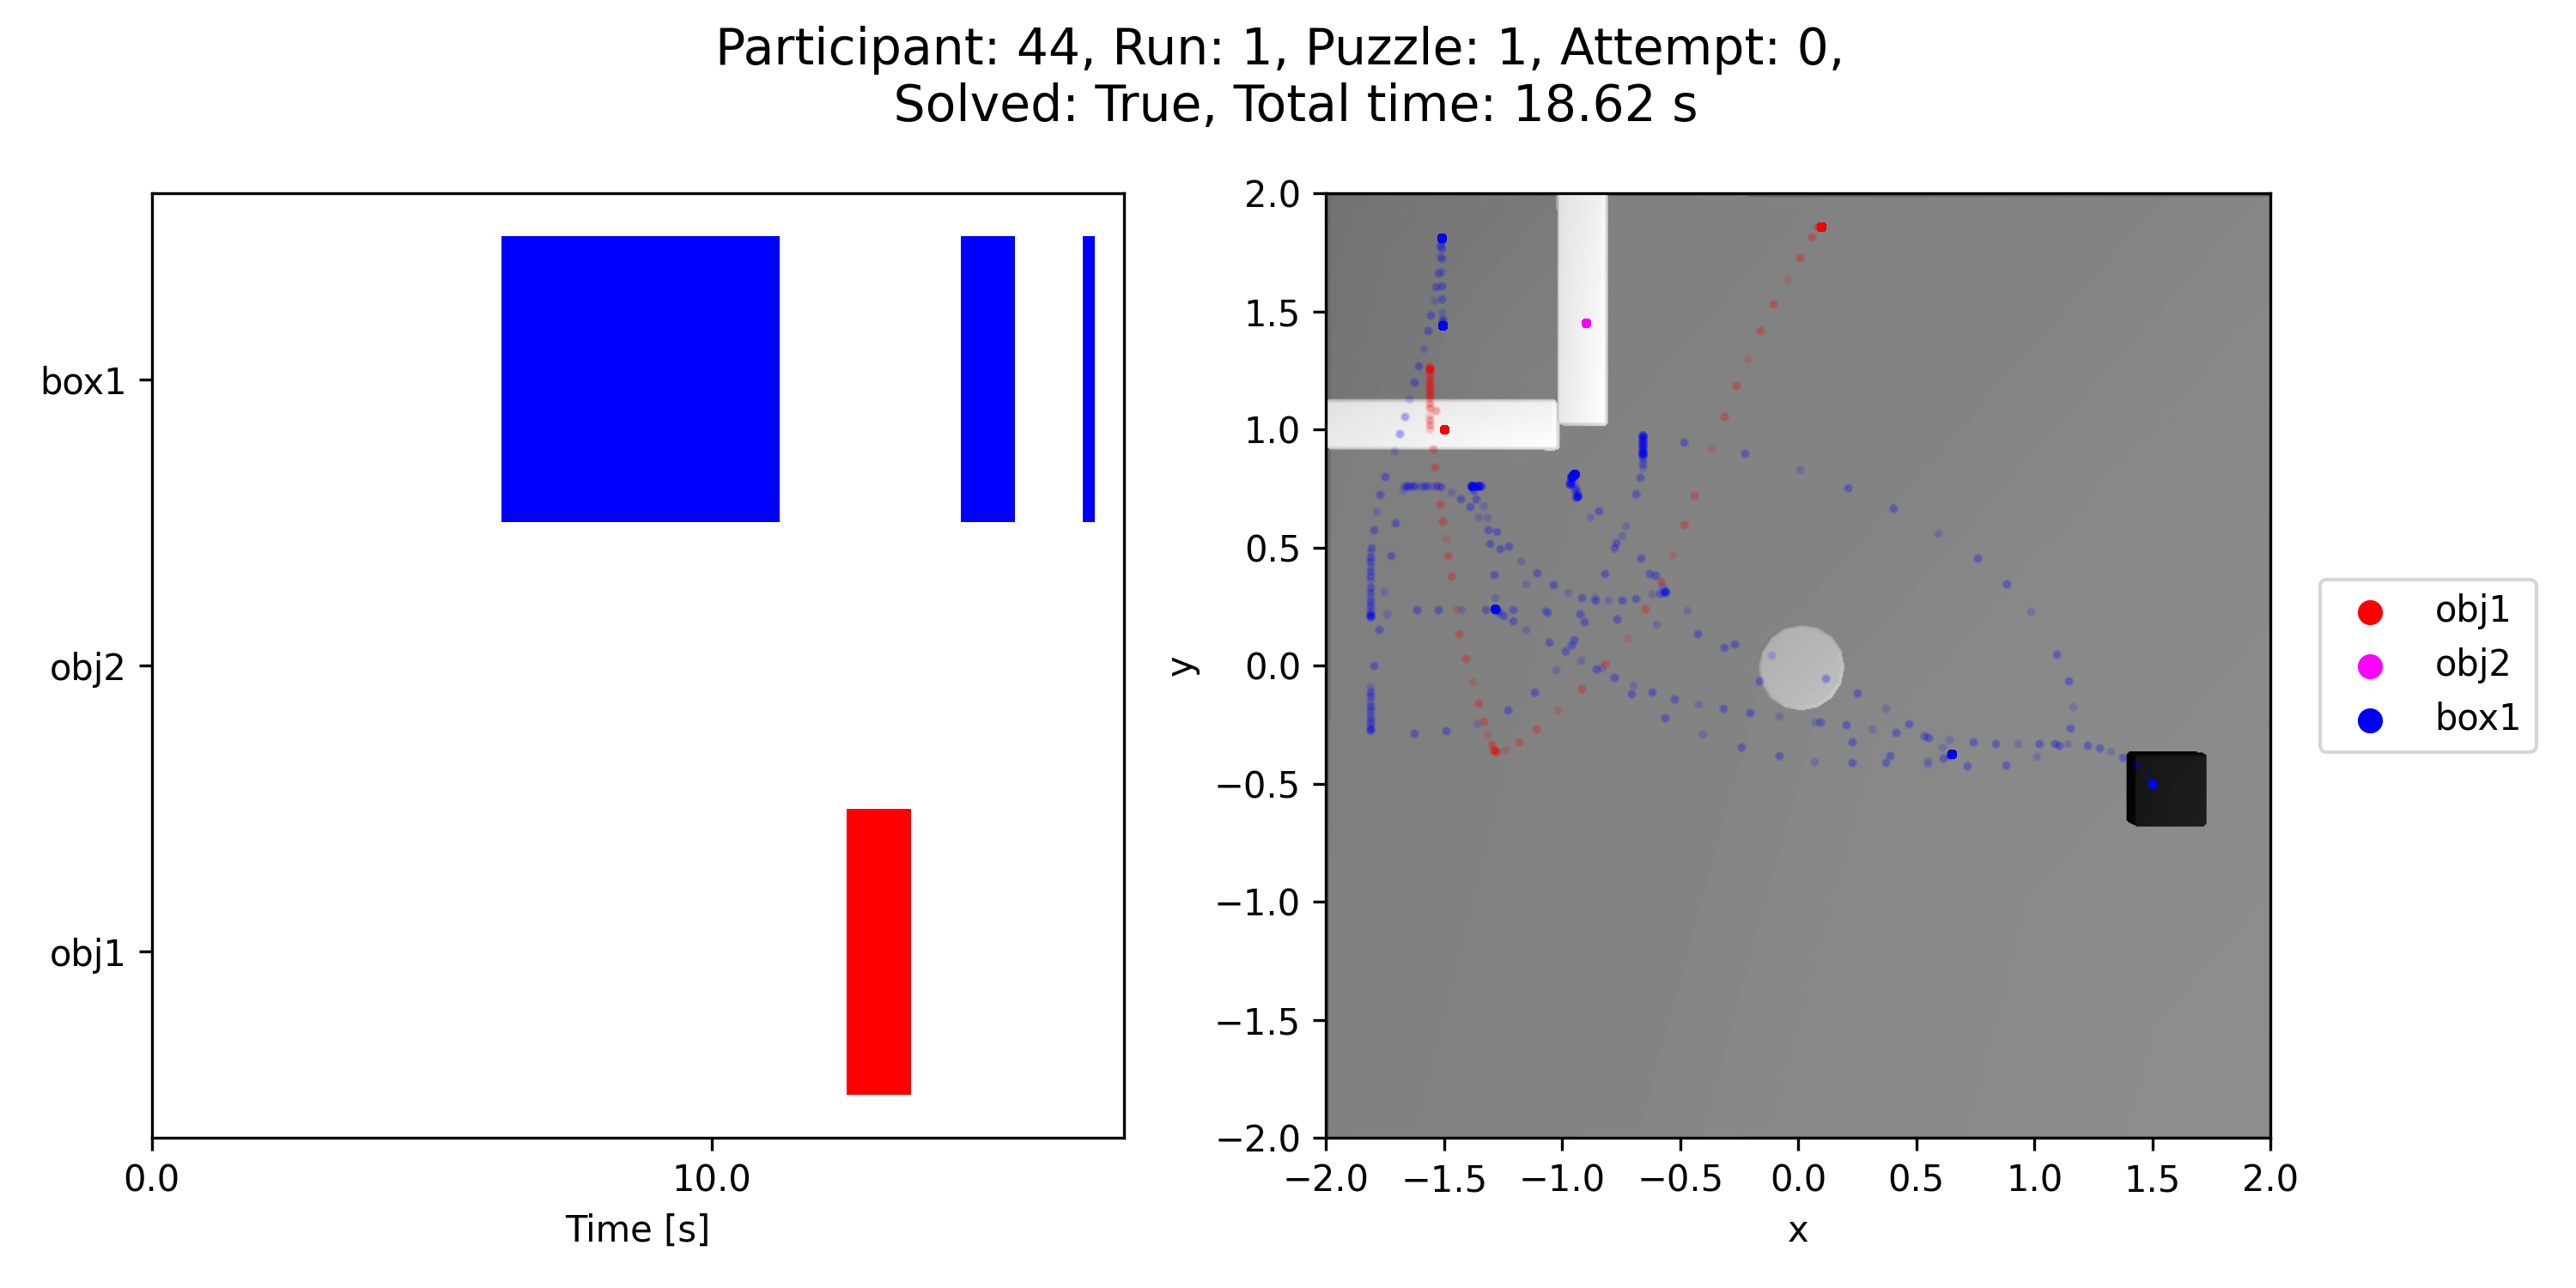 Participant: 44, Run: 1, Puzzle: 1, Attempt: 0,
Solved: True, Total time: 18.62 s
box1
obj2
obj1
0.0
10.0
Time [s]
2.0
1.5
1.0
0.5
0.0
−0.5
−1.0
−1.5
−2.0
y
−2.0
−1.5
−1.0
−0.5
0.0
0.5
1.0
1.5
2.0
x
obj1
obj2
box1